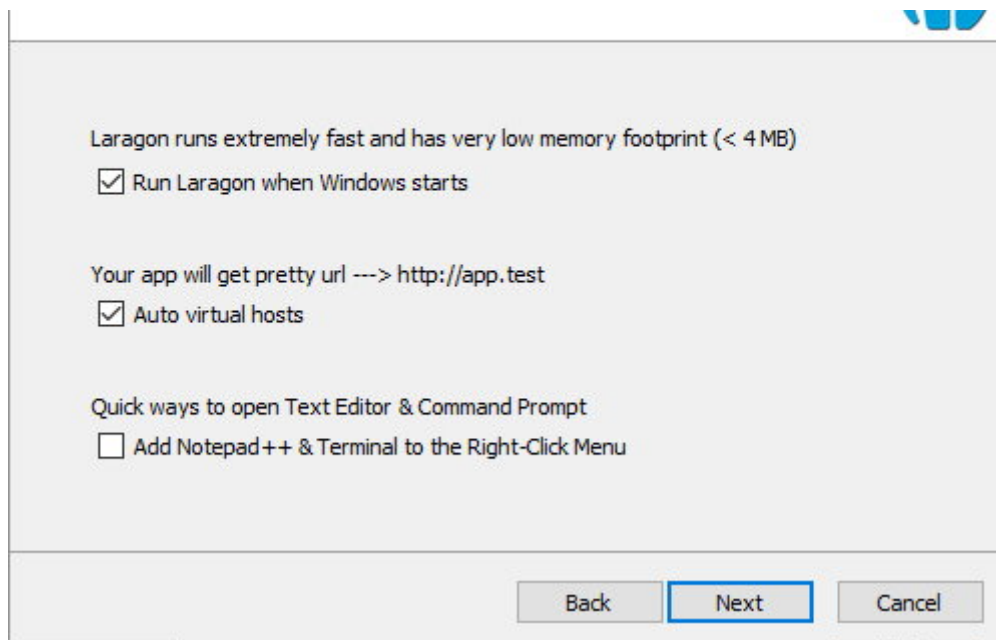 Laragon runs extremely fast and has very low memory footprint (< 4 MB)
Run Laragon when Windows starts
Your app will get pretty url ---> http://app.test
Auto virtual hosts
Quick ways to open Text Editor & Command Prompt
Add Notepad++ & Terminal to the Right-Click Menu
Back Next Cancel